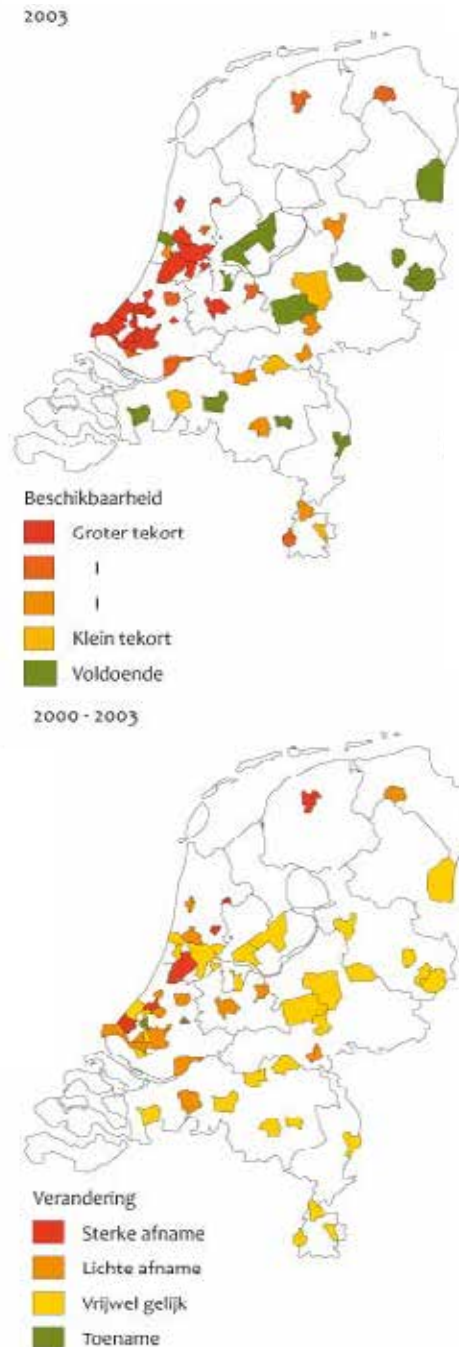 2003
Beschikbaarheid
Groter tekort
|
|
Klein tekort
Voldoende
2000 - 2003
Verandering
Sterke afname
Lichte afname
Vrijwel gelijk
Toename